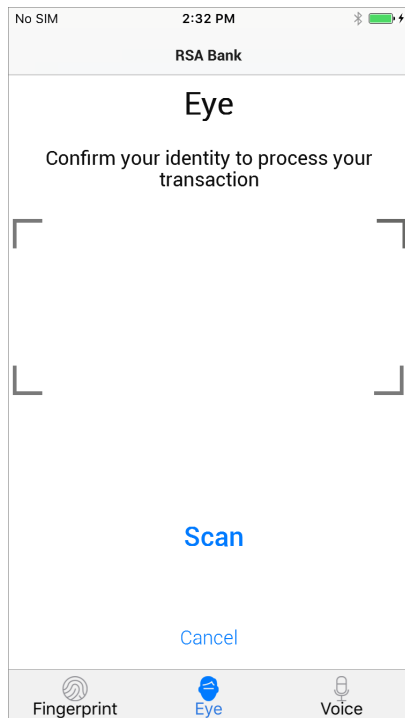 No SIM 2:32 PM
RSA Bank
Eye
Confirm your identity to process your
transaction
Scan
Cancel
Fingerprint Eye Voice